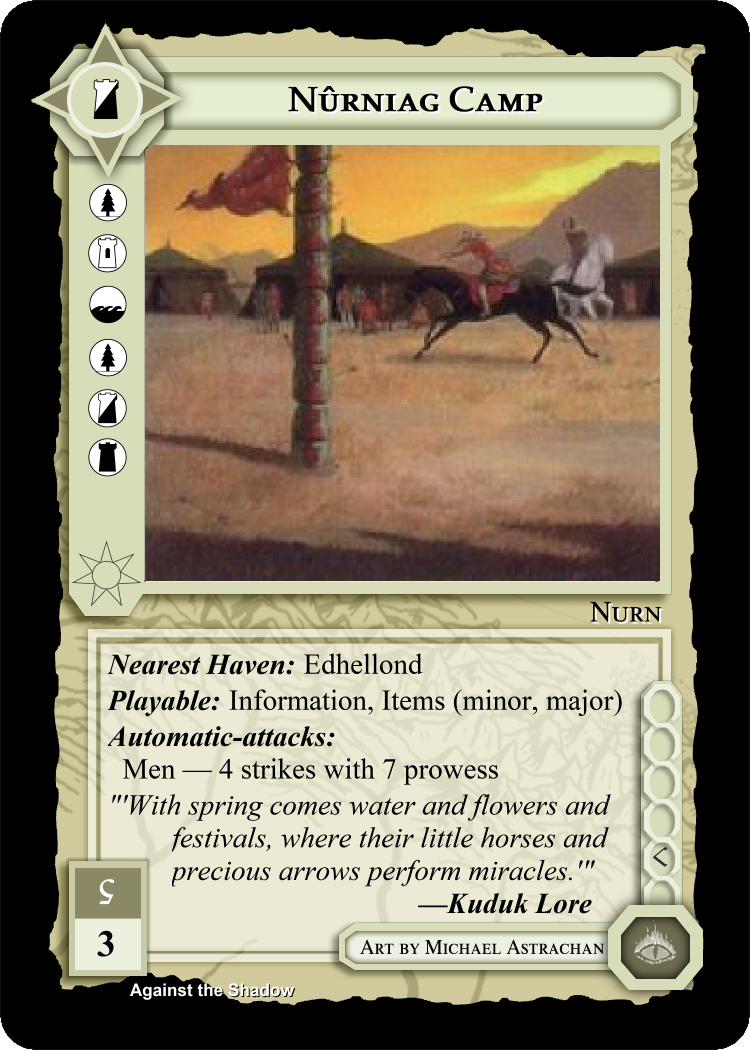 Nûrniag Camp
Nurn
Nearest Haven: Edhellond
Playable: Information, Items (minor, major)
Automatic-attacks:
Men — 4 strikes with 7 prowess
"'With spring comes water and flowers and
festivals, where their little horses and
precious arrows perform miracles.'"
—Kuduk Lore
3
Art by Michael Astrachan
Against the Shadow